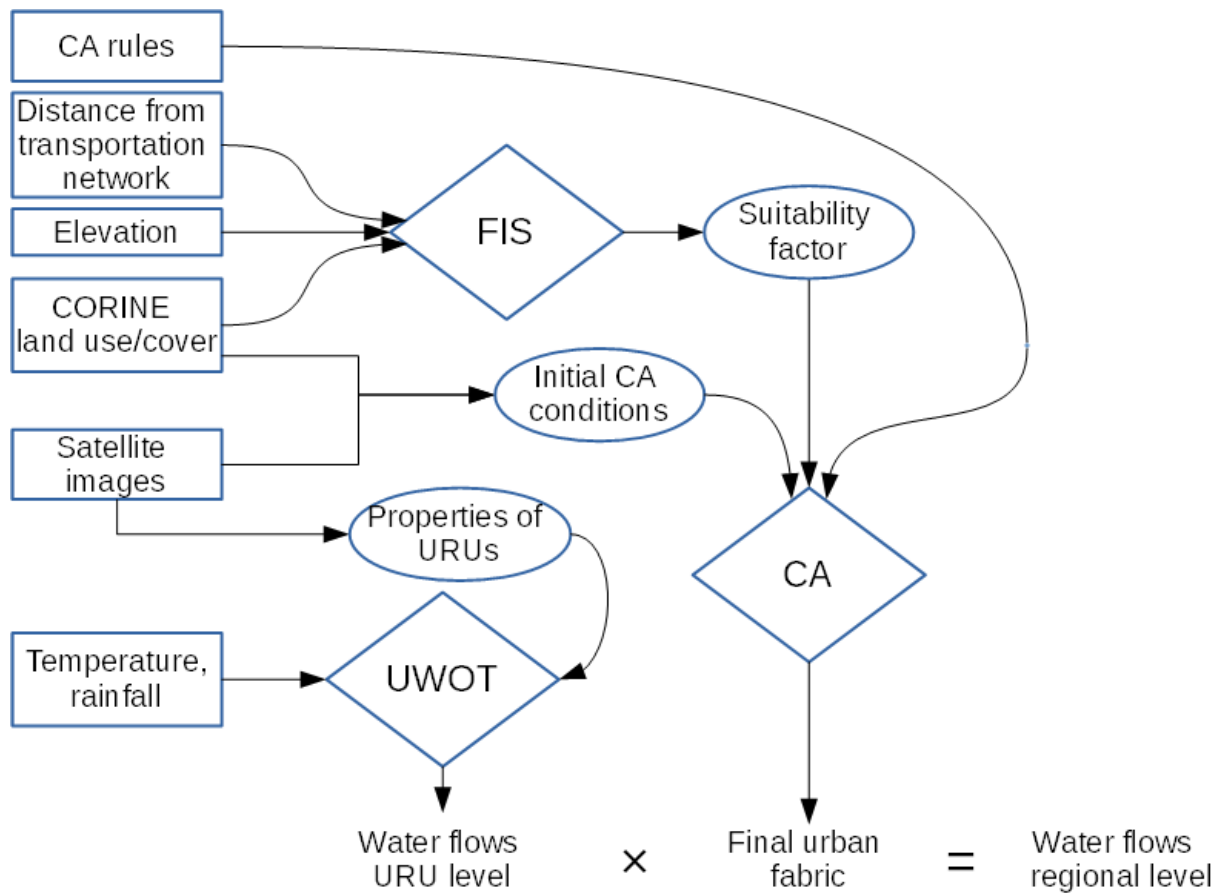 CA rules
Distance from
transportation
network
Elevation
FIS
Suitability
factor
CORINE
land use/cover
Initial CA
conditions
Satellite
images
Properties of
URUs
CA
Temperature,
rainfall
UWOT
Water flows
URU level
×
Final urban
fabric
=
Water flows
regional level